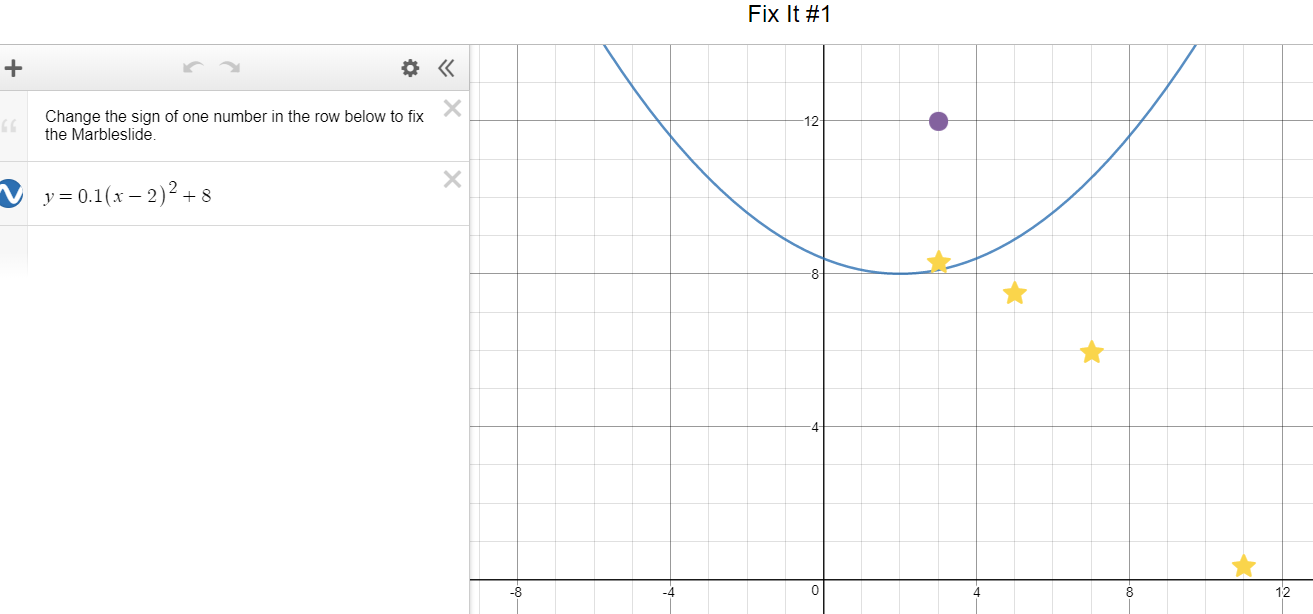 Fix It #1
Change the sign of one number in the row below to fix
the Marbleslide.
y = 0.1(x − 2)² + 8
12
8
4
-8
-4
0
4
8
12